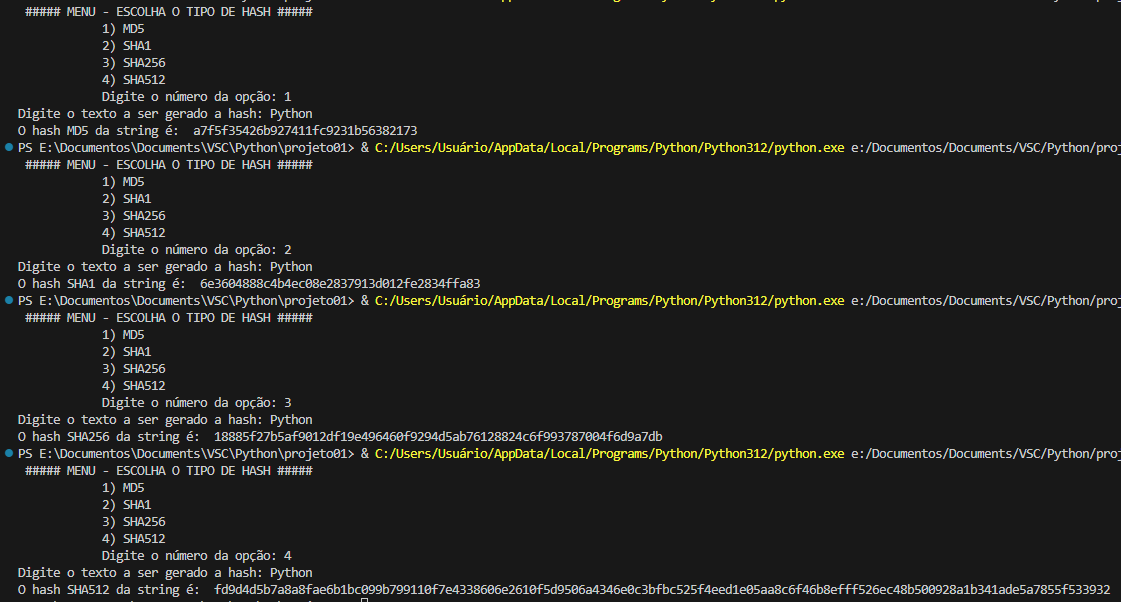 ##### MENU - ESCOLHA O TIPO DE HASH #####
1) MD5
2) SHA1
3) SHA256
4) SHA512
Digite o número da opção: 1
Digite o texto a ser gerado a hash: Python
O hash MD5 da string é:  a7f5f35426b927411fc9231b56382173
PS E:\Documentos\Documents\VSC\Python\projeto01> & C:/Users/Usuário/AppData/Local/Programs/Python/Python312/python.exe e:/Documentos/Documents/VSC/Python/proj
##### MENU - ESCOLHA O TIPO DE HASH #####
1) MD5
2) SHA1
3) SHA256
4) SHA512
Digite o número da opção: 2
Digite o texto a ser gerado a hash: Python
O hash SHA1 da string é:  6e3604888c4b4ec08e2837913d012fe2834ffa83
PS E:\Documentos\Documents\VSC\Python\projeto01> & C:/Users/Usuário/AppData/Local/Programs/Python/Python312/python.exe e:/Documentos/Documents/VSC/Python/proj
##### MENU - ESCOLHA O TIPO DE HASH #####
1) MD5
2) SHA1
3) SHA256
4) SHA512
Digite o número da opção: 3
Digite o texto a ser gerado a hash: Python
O hash SHA256 da string é:  18885f27b5af9012df19e496460f9294d5ab76128824c6f993787004f6d9a7db
PS E:\Documentos\Documents\VSC\Python\projeto01> & C:/Users/Usuário/AppData/Local/Programs/Python/Python312/python.exe e:/Documentos/Documents/VSC/Python/proj
##### MENU - ESCOLHA O TIPO DE HASH #####
1) MD5
2) SHA1
3) SHA256
4) SHA512
Digite o número da opção: 4
Digite o texto a ser gerado a hash: Python
O hash SHA512 da string é:  fd9d4d5b7a8a8fae6b1bc099b799110f7e4338606e2610f5d9506a4346e0c3bfbc525f4eed1e05aa8c6f46b8efff526ec48b500928a1b341ade5a7855f533932